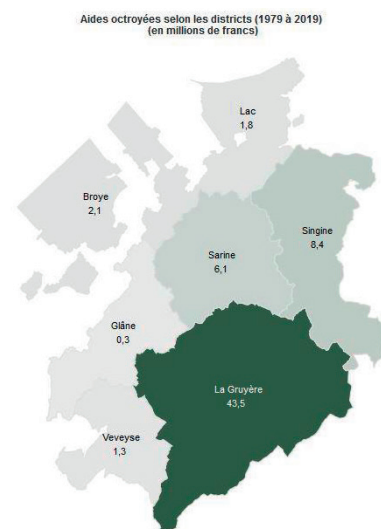 Aides octroyées selon les districts (1979 à 2019)
(en millions de francs)
Lac
1,8
Broye
2,1
Singine
8,4
Sarine
6,1
Glâne
0,3
La Gruyère
43,5
Veveyse
1,3